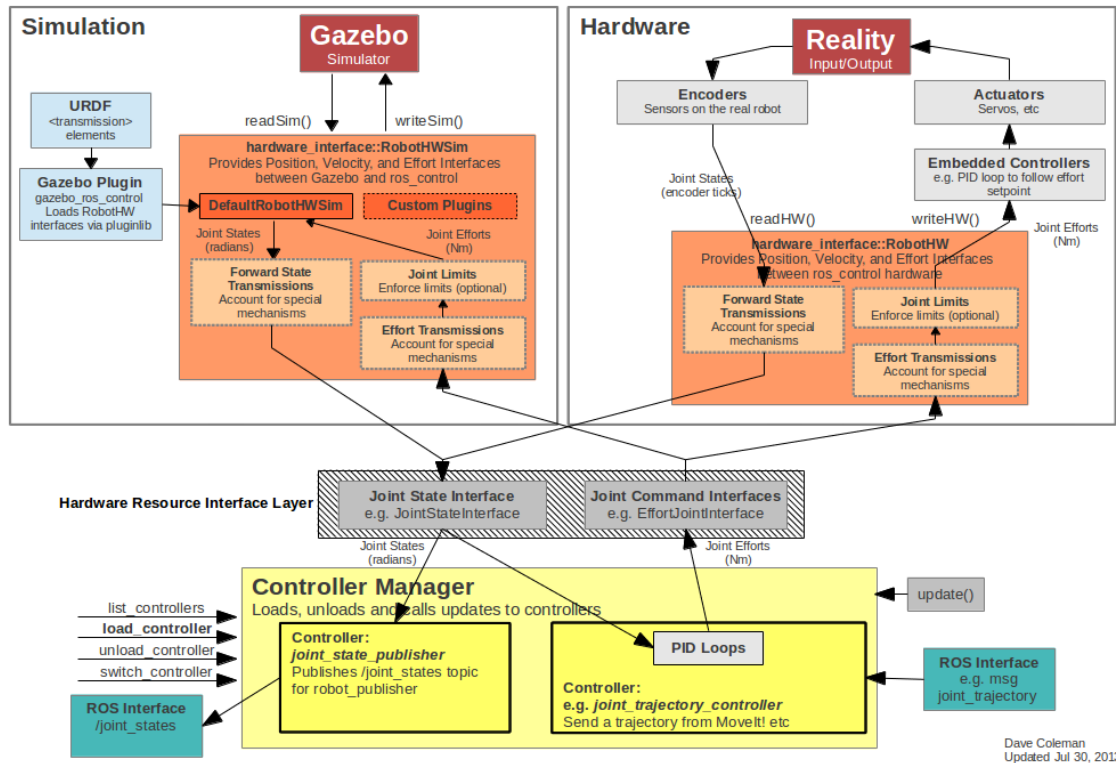 Simulation
Gazebo
Simulator
URDF
<transmission>
elements
readSim()
writeSim()
hardware_interface::RobotHWSim
Provides Position, Velocity, and Effort Interfaces
between Gazebo and ros_control
Gazebo Plugin
gazebo_ros_control
Loads RobotHW
interfaces via pluginlib
DefaultRobotHWSim
Custom Plugins
Joint States
(radians)
Joint Efforts
(Nm)
Forward State
Transmissions
Account for special
mechanisms
Joint Limits
Enforce limits (optional)
Effort Transmissions
Account for special
mechanisms
Hardware
Reality
Input/Output
Encoders
Sensors on the real robot
Actuators
Servos, etc
Embedded Controllers
e.g. PID loop to follow effort
setpoint
Joint States
(encoder ticks)
readHW()
writeHW()
Joint Efforts
(Nm)
hardware_interface::RobotHW
Provides Position, Velocity, and Effort Interfaces
between ros_control hardware
Forward State
Transmissions
Account for special
mechanisms
Joint Limits
Enforce limits (optional)
Effort Transmissions
Account for special
mechanisms
Hardware Resource Interface Layer
Joint State Interface
e.g. JointStateInterface
Joint Command Interfaces
e.g. EffortJointInterface
Joint States
(radians)
Joint Efforts
(Nm)
Controller Manager
Loads, unloads and calls updates to controllers
update()
list_controllers
load_controller
unload_controller
switch_controller
Controller:
joint_state_publisher
Publishes /joint_states topic
for robot_publisher
PID Loops
Controller:
e.g. joint_trajectory_controller
Send a trajectory from MoveIt! etc
ROS Interface
e.g. msg
joint_trajectory
ROS Interface
/joint_states
Dave Coleman
Updated Jul 30,